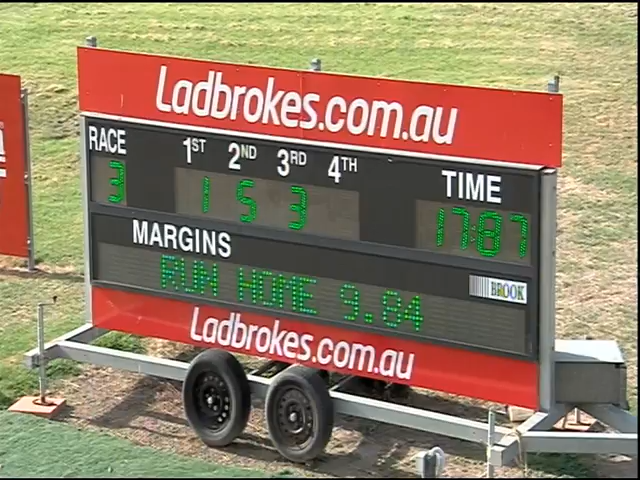 Ladbrokes.com.au
RACE 1ST 2ND 3RD 4TH TIME
3 1 5 3 17:87
MARGINS
RUN HOME 9.84
BROOK
Ladbrokes.com.au